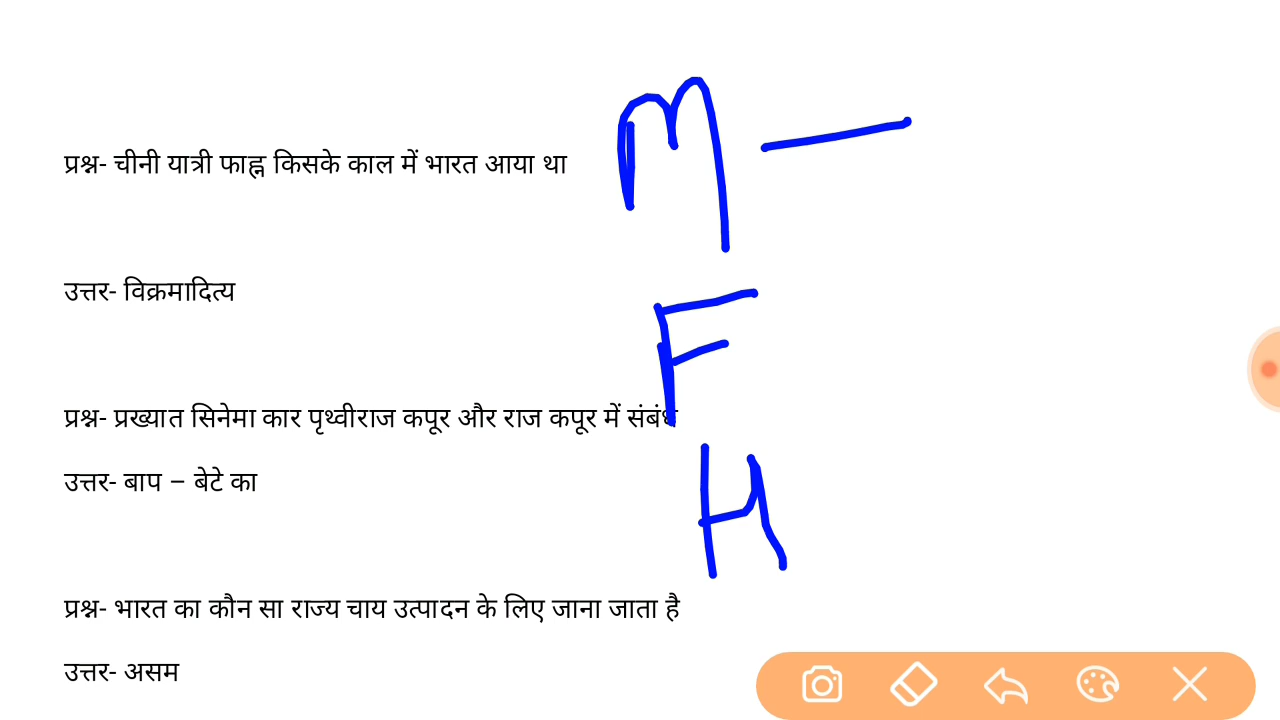 प्रश्न- चीनी यात्री फाह्न किसके काल में भारत आया था
M —
उत्तर- विक्रमादित्य
F
प्रश्न- प्रख्यात सिनेमा कार पृथ्वीराज कपूर और राज कपूर में संबंध
उत्तर- बाप – बेटे का
H
प्रश्न- भारत का कौन सा राज्य चाय उत्पादन के लिए जाना जाता है
उत्तर- असम